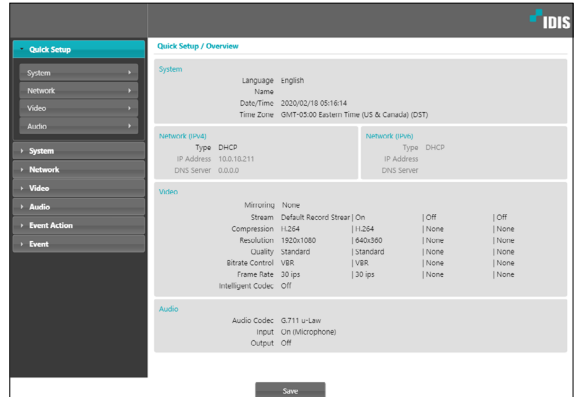 IDIS
Quick Setup
System
Network
Video
Audio
System
Network
Video
Audio
Event Action
Event
Quick Setup / Overview
System
Language English
Name
Date/Time 2020/02/18 05:16:14
Time Zone GMT-05:00 Eastern Time (US & Canada) (DST)
Network (IPv4)
Type DHCP
IP Address 10.0.10.211
DNS Server 0.0.0.0
Network (IPv6)
Type DHCP
IP Address
DNS Server
Video
Mirroring None
Stream Default Record Strear | On | Off | Off
Compression H.264 | H.264 | None | None
Resolution 1920x1080 | 640x360 | None | None
Quality Standard | Standard | None | None
Bitrate Control VBR | VBR | None | None
Frame Rate 30 ips | 30 ips | None | None
Intelligent Codec Off
Audio
Audio Codec G.711 u-Law
Input On (Microphone)
Output Off
Save